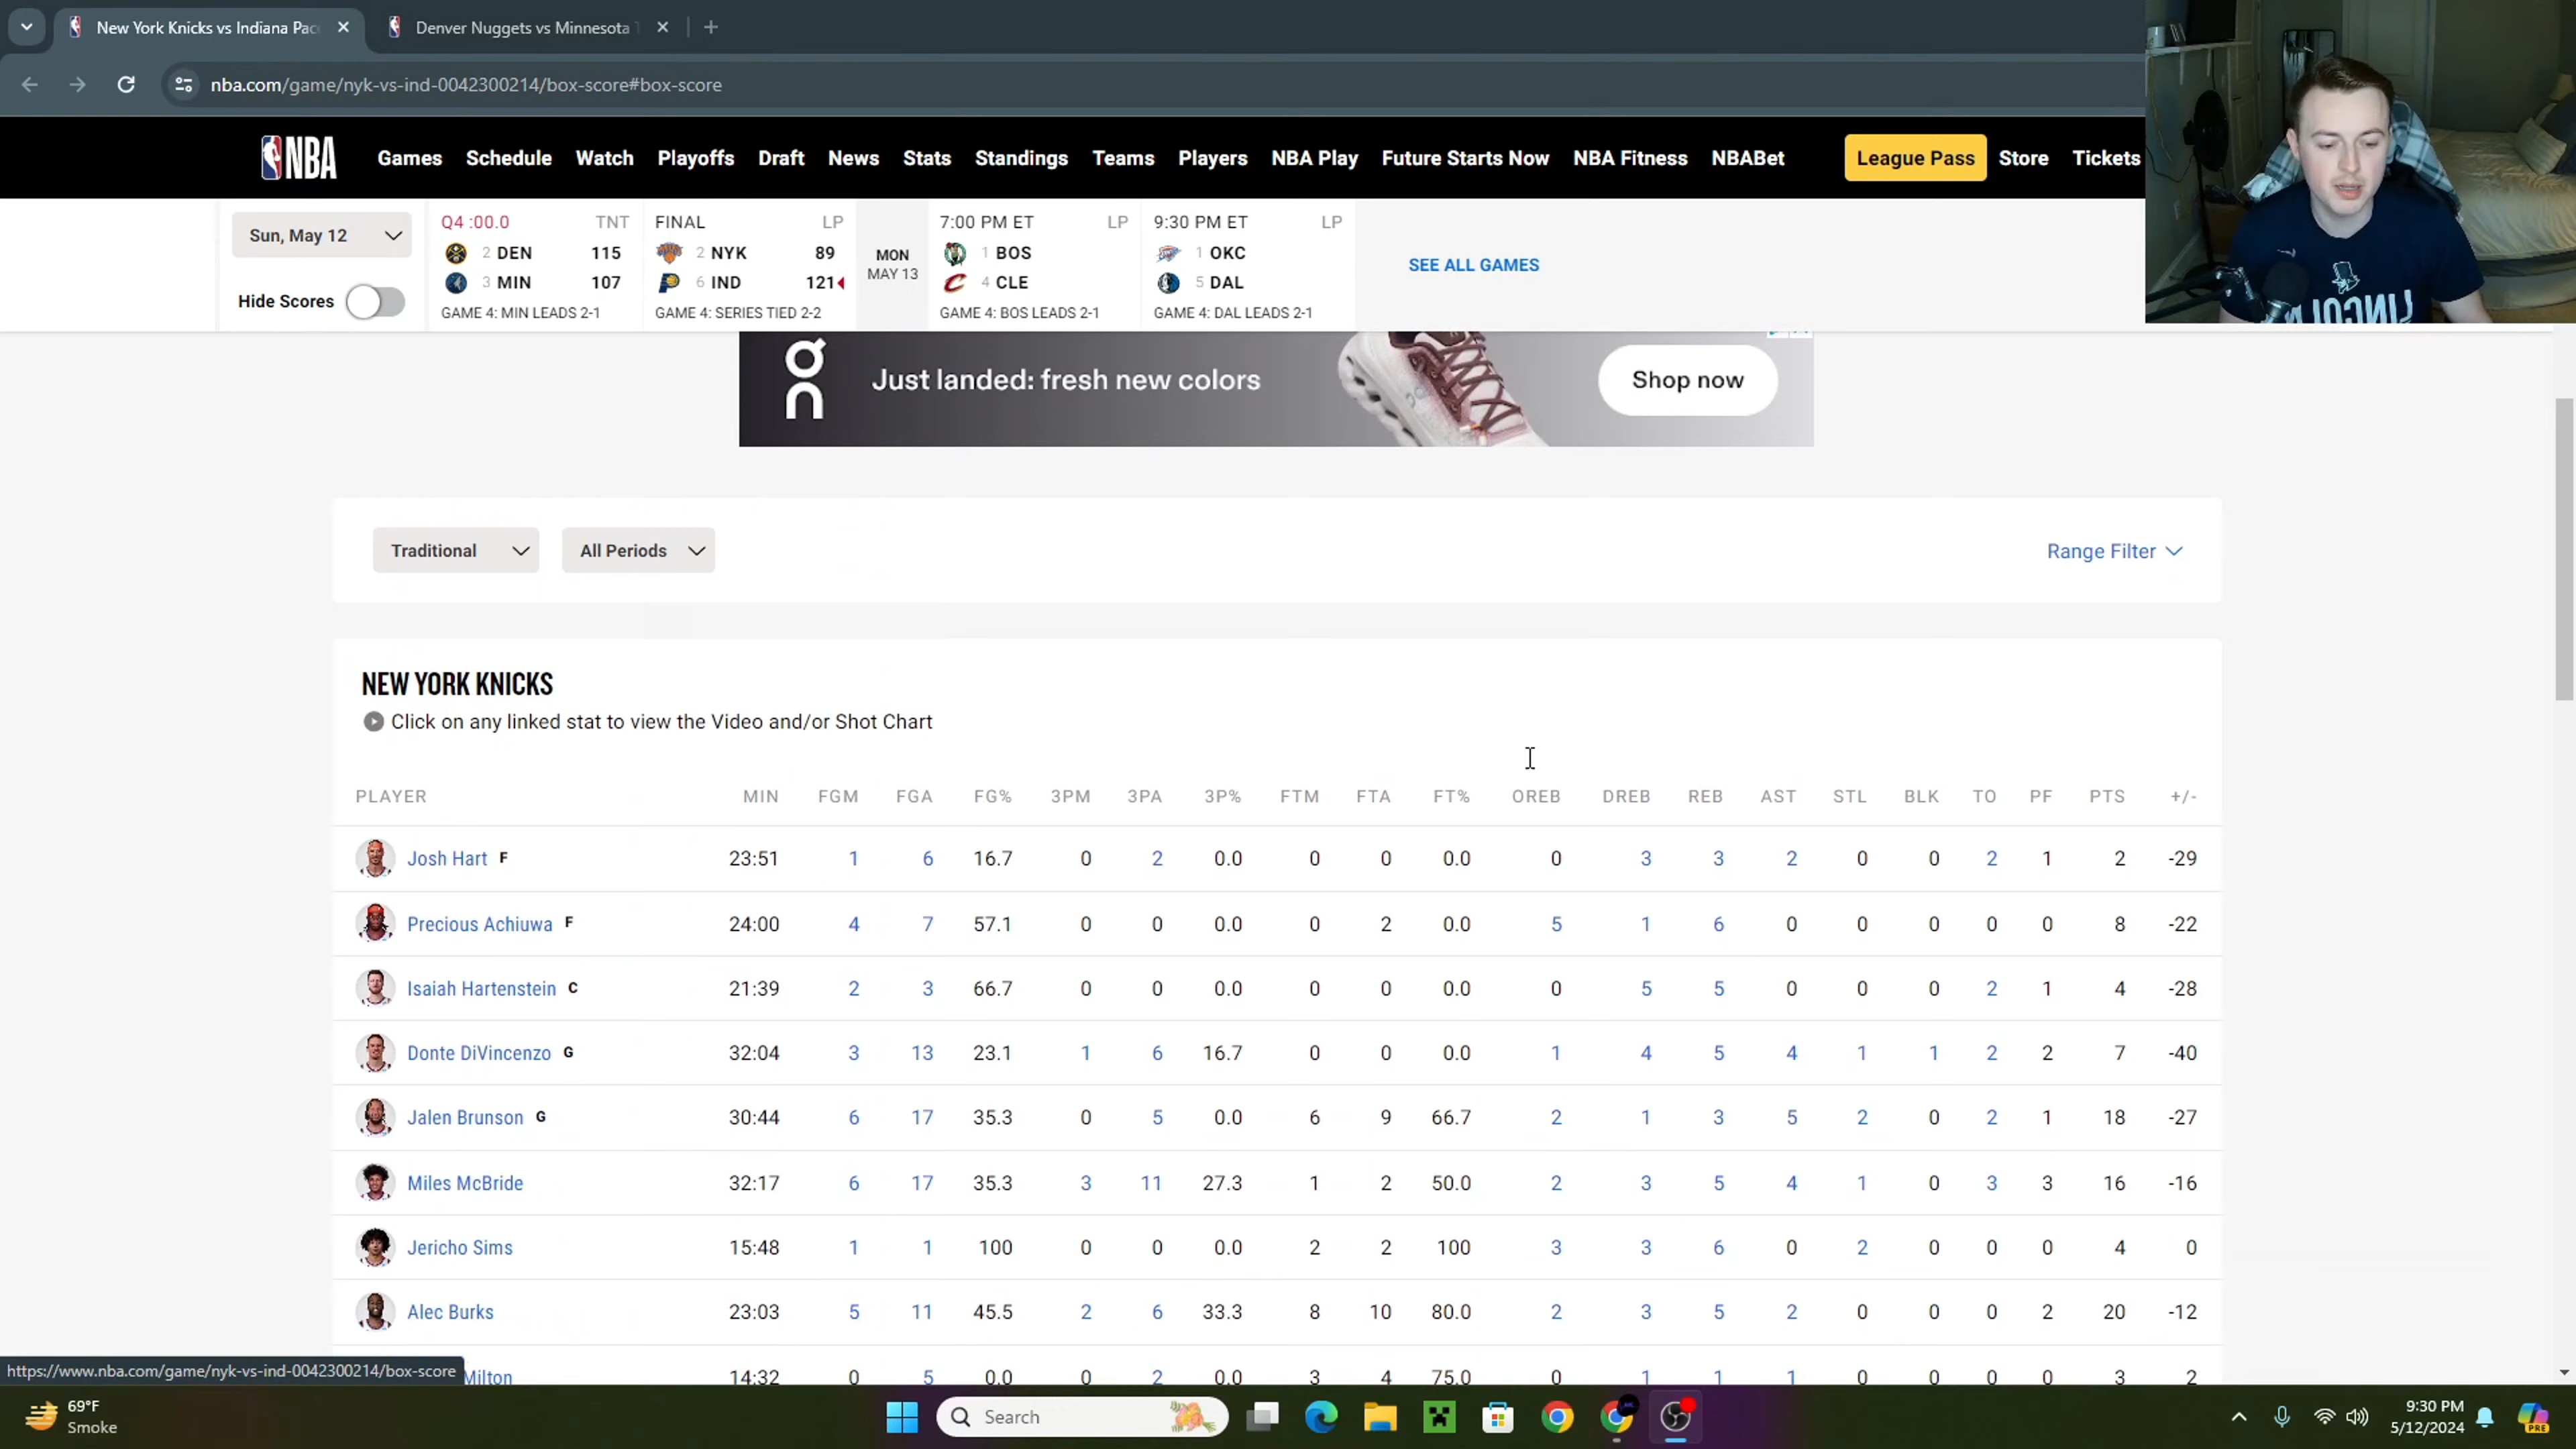 New York Knicks vs Indiana Pac
Denver Nuggets vs Minnesota T
nba.com/game/nyk-vs-ind-0042300214/box-score#box-score
NBA Games Schedule Watch Playoffs Draft News Stats Standings Teams Players NBA Play Future Starts Now NBA Fitness NBABet League Pass Store Tickets
Sun, May 12
Hide Scores
Q4 :00.0 TNT
2 DEN 115
3 MIN 107
GAME 4: MIN LEADS 2-1
FINAL LP
2 NYK 89
6 IND 121
GAME 4: SERIES TIED 2-2
MON
MAY 13
7:00 PM ET LP
1 BOS
4 CLE
GAME 4: BOS LEADS 2-1
9:30 PM ET LP
1 OKC
5 DAL
GAME 4: DAL LEADS 2-1
SEE ALL GAMES
on Just landed: fresh new colors Shop now
Traditional All Periods Range Filter
NEW YORK KNICKS
Click on any linked stat to view the Video and/or Shot Chart
PLAYER MIN FGM FGA FG% 3PM 3PA 3P% FTM FTA FT% OREB DREB REB AST STL BLK TO PF PTS +/-
Josh Hart F 23:51 1 6 16.7 0 2 0.0 0 0 0.0 0 3 3 2 0 0 2 1 2 -29
Precious Achiuwa F 24:00 4 7 57.1 0 0 0.0 0 2 0.0 5 1 6 0 0 0 0 0 8 -22
Isaiah Hartenstein C 21:39 2 3 66.7 0 0 0.0 0 0 0.0 0 5 5 0 0 0 2 1 4 -28
Donte DiVincenzo G 32:04 3 13 23.1 1 6 16.7 0 0 0.0 1 4 5 4 1 1 2 2 7 -40
Jalen Brunson G 30:44 6 17 35.3 0 5 0.0 6 9 66.7 2 1 3 5 2 0 2 1 18 -27
Miles McBride 32:17 6 17 35.3 3 11 27.3 1 2 50.0 2 3 5 4 1 0 3 3 16 -16
Jericho Sims 15:48 1 1 100 0 0 0.0 2 2 100 3 3 6 0 2 0 0 0 4 0
Alec Burks 23:03 5 11 45.5 2 6 33.3 8 10 80.0 2 3 5 2 0 0 0 2 20 -12
Milton 14:32 0 5 0.0 0 2 0.0 3 4 75.0 0 1 1 1 0 0 0 0 3 2
https://www.nba.com/game/nyk-vs-ind-0042300214/box-score
69°F
Smoke
Search
PRE
9:30 PM
5/12/2024